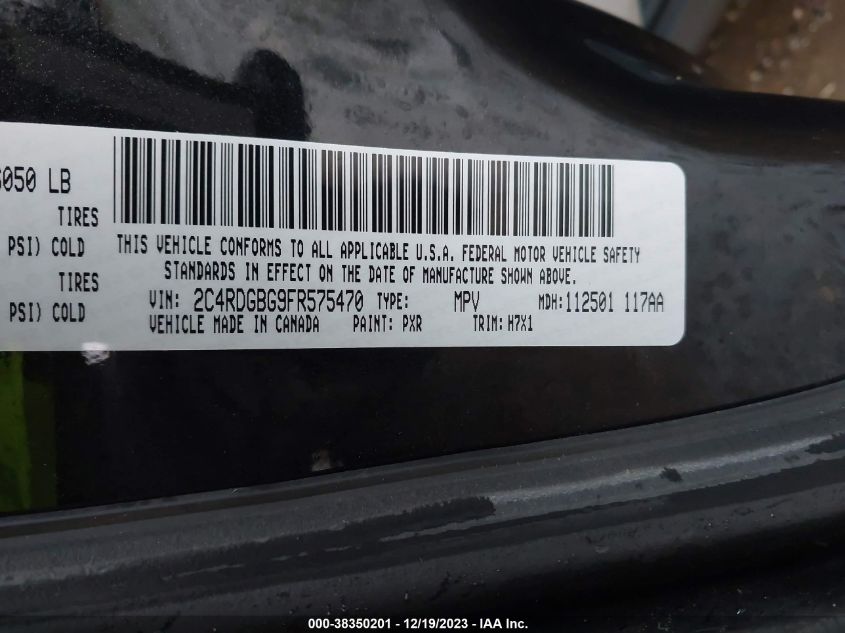 6050 LB
TIRES
PSI) COLD
TIRES
PSI) COLD
THIS VEHICLE CONFORMS TO ALL APPLICABLE U.S.A. FEDERAL MOTOR VEHICLE SAFETY
STANDARDS IN EFFECT ON THE DATE OF MANUFACTURE SHOWN ABOVE.
VIN: 2C4RDGBG9FR575470 TYPE: MPV MDH:112501 117AA
VEHICLE MADE IN CANADA PAINT: PXR TRIM: H7X1
000-38350201 - 12/19/2023 - IAA Inc.